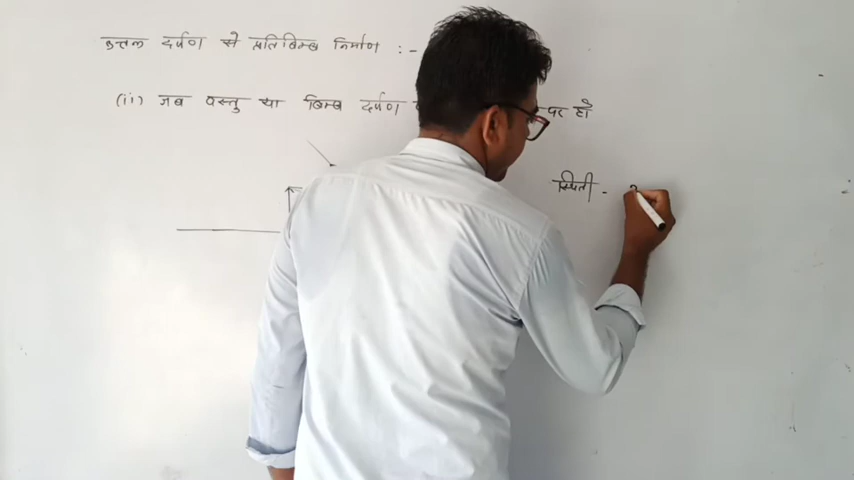 उत्तल दर्पण से प्रतिबिम्ब निर्माण :-
(ii) जब वस्तु या बिम्ब दर्पण पर हो
स्थिती -